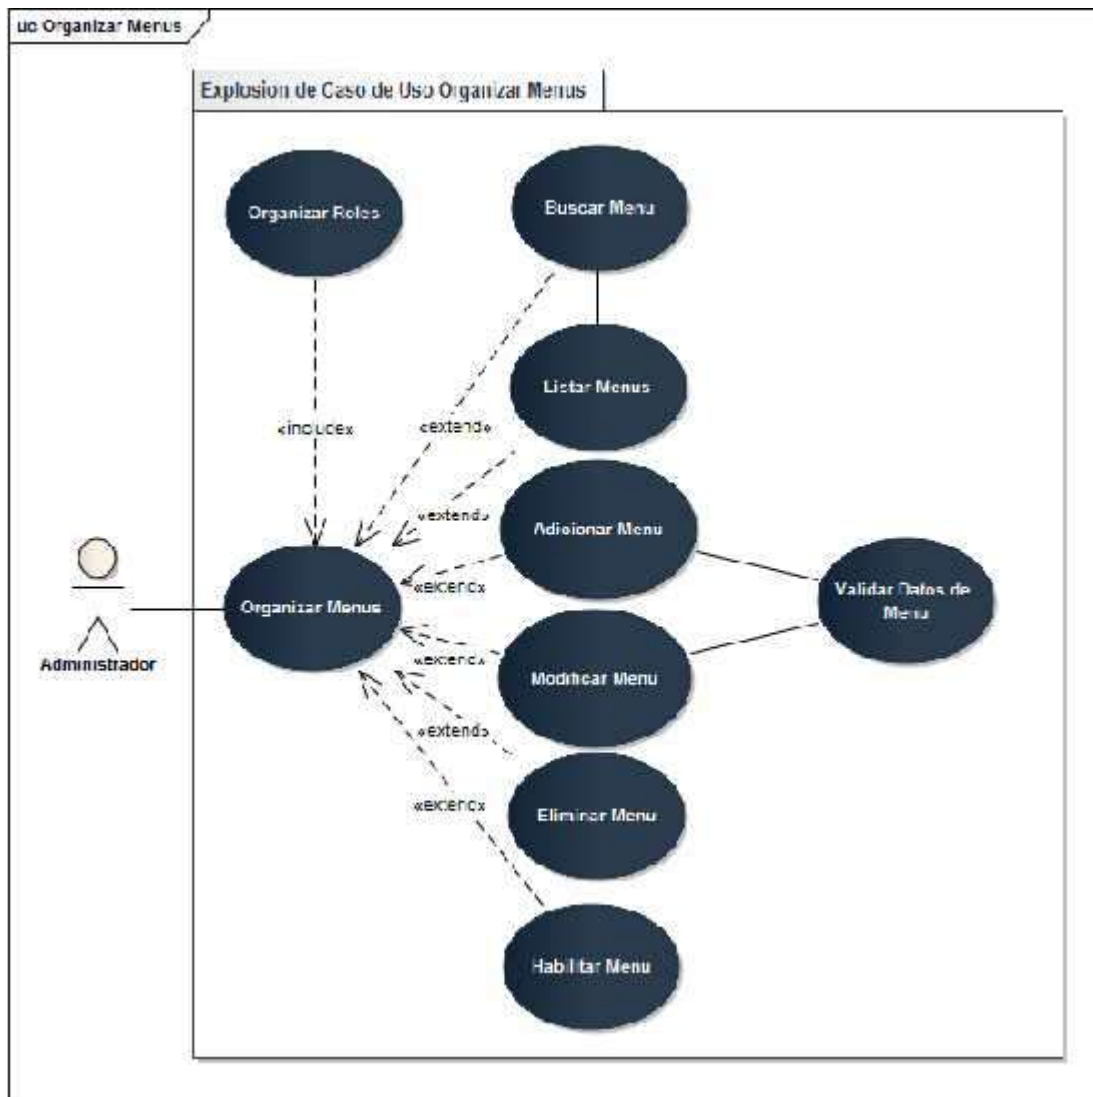 uc Organizar Menus
Explosion de Caso de Uso Organizar Menus
Organizar Roles
Buscar Menu
Listar Menus
«include»
«extend»
«extend»
Adicionar Menu
«extend»
Organizar Menus
Validar Datos de
Menu
Administrador
«extend»
Modificar Menu
«extend»
«extend»
Eliminar Menu
Habilitar Menu